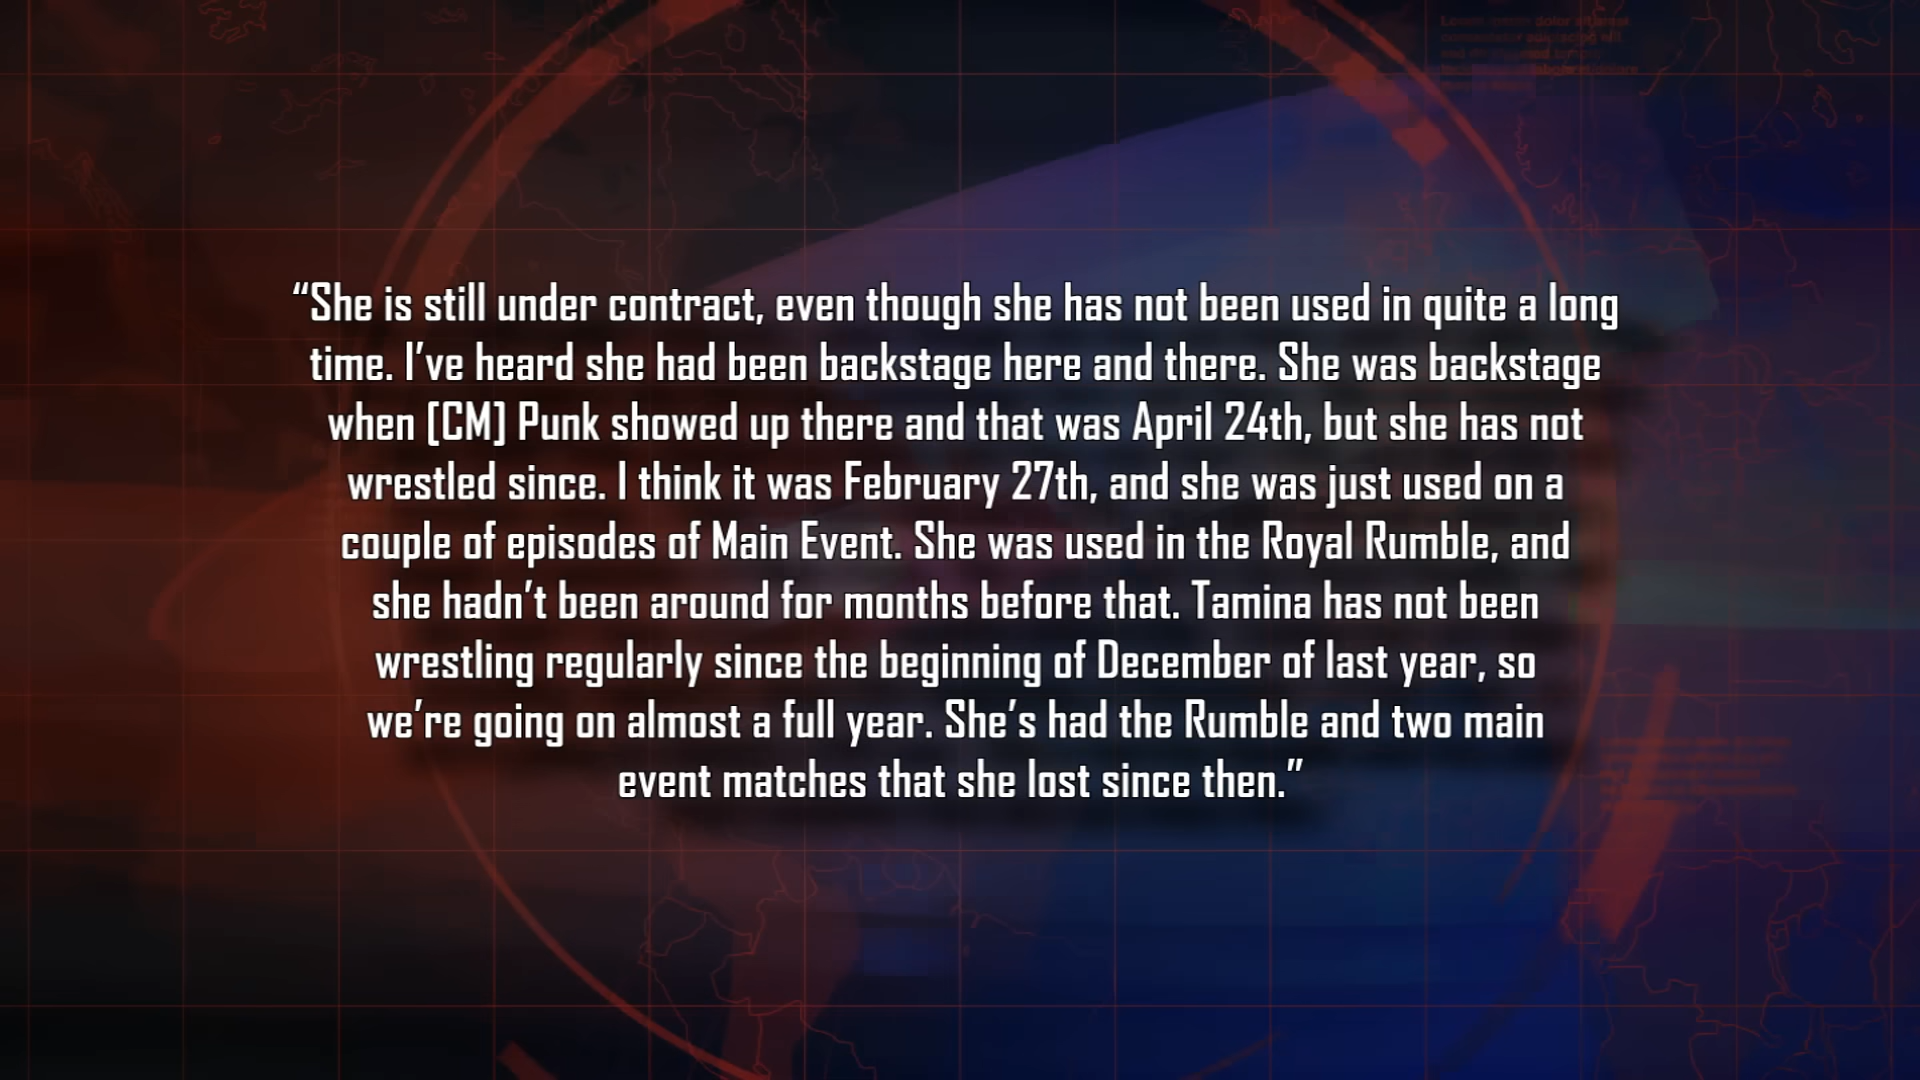 “She is still under contract, even though she has not been used in quite a long
time. I’ve heard she had been backstage here and there. She was backstage
when [CM] Punk showed up there and that was April 24th, but she has not
wrestled since. I think it was February 27th, and she was just used on a
couple of episodes of Main Event. She was used in the Royal Rumble, and
she hadn’t been around for months before that. Tamina has not been
wrestling regularly since the beginning of December of last year, so
we’re going on almost a full year. She’s had the Rumble and two main
event matches that she lost since then.”